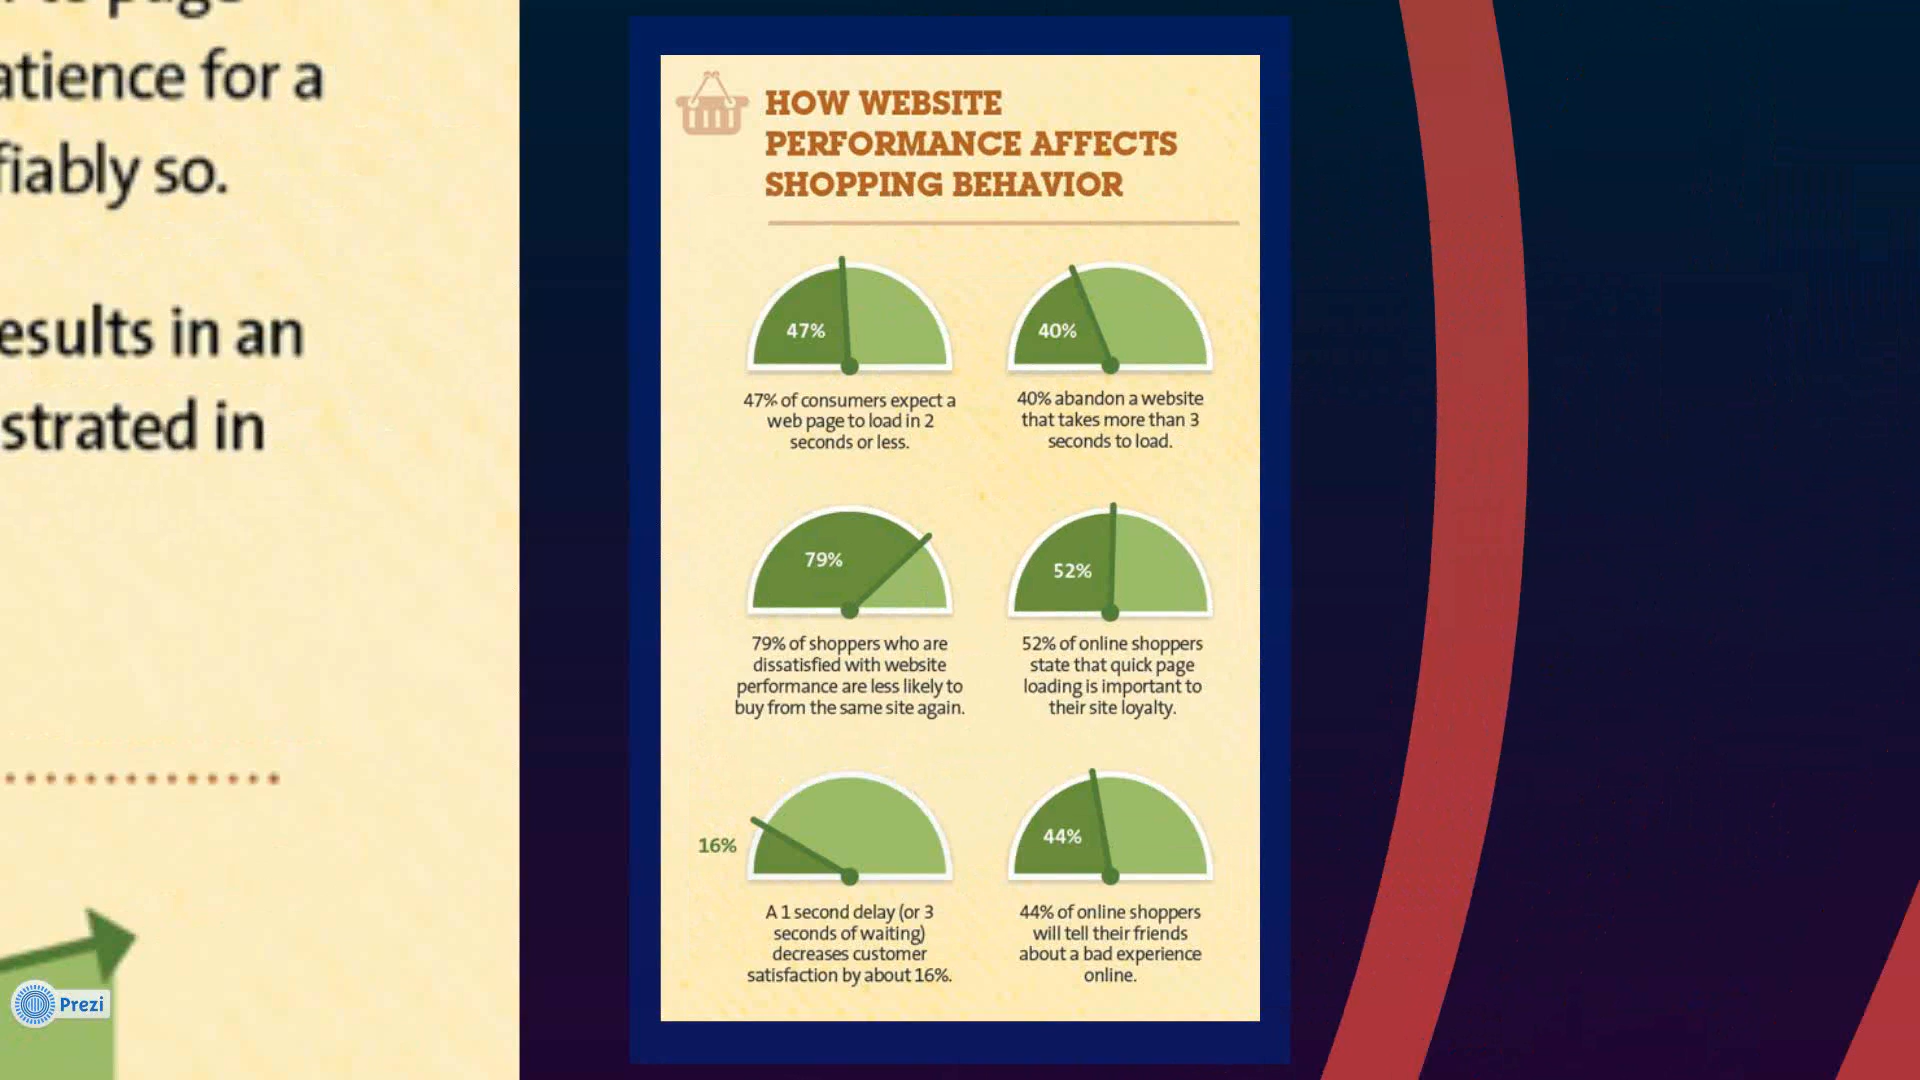 to page
atience for a
fiably so.
esults in an
strated in
HOW WEBSITE
PERFORMANCE AFFECTS
SHOPPING BEHAVIOR
47%
47% of consumers expect a
web page to load in 2
seconds or less.
40%
40% abandon a website
that takes more than 3
seconds to load.
79%
79% of shoppers who are
dissatisfied with website
performance are less likely to
buy from the same site again.
52%
52% of online shoppers
state that quick page
loading is important to
their site loyalty.
16%
A 1 second delay (or 3
seconds of waiting)
decreases customer
satisfaction by about 16%.
44%
44% of online shoppers
will tell their friends
about a bad experience
online.
Prezi